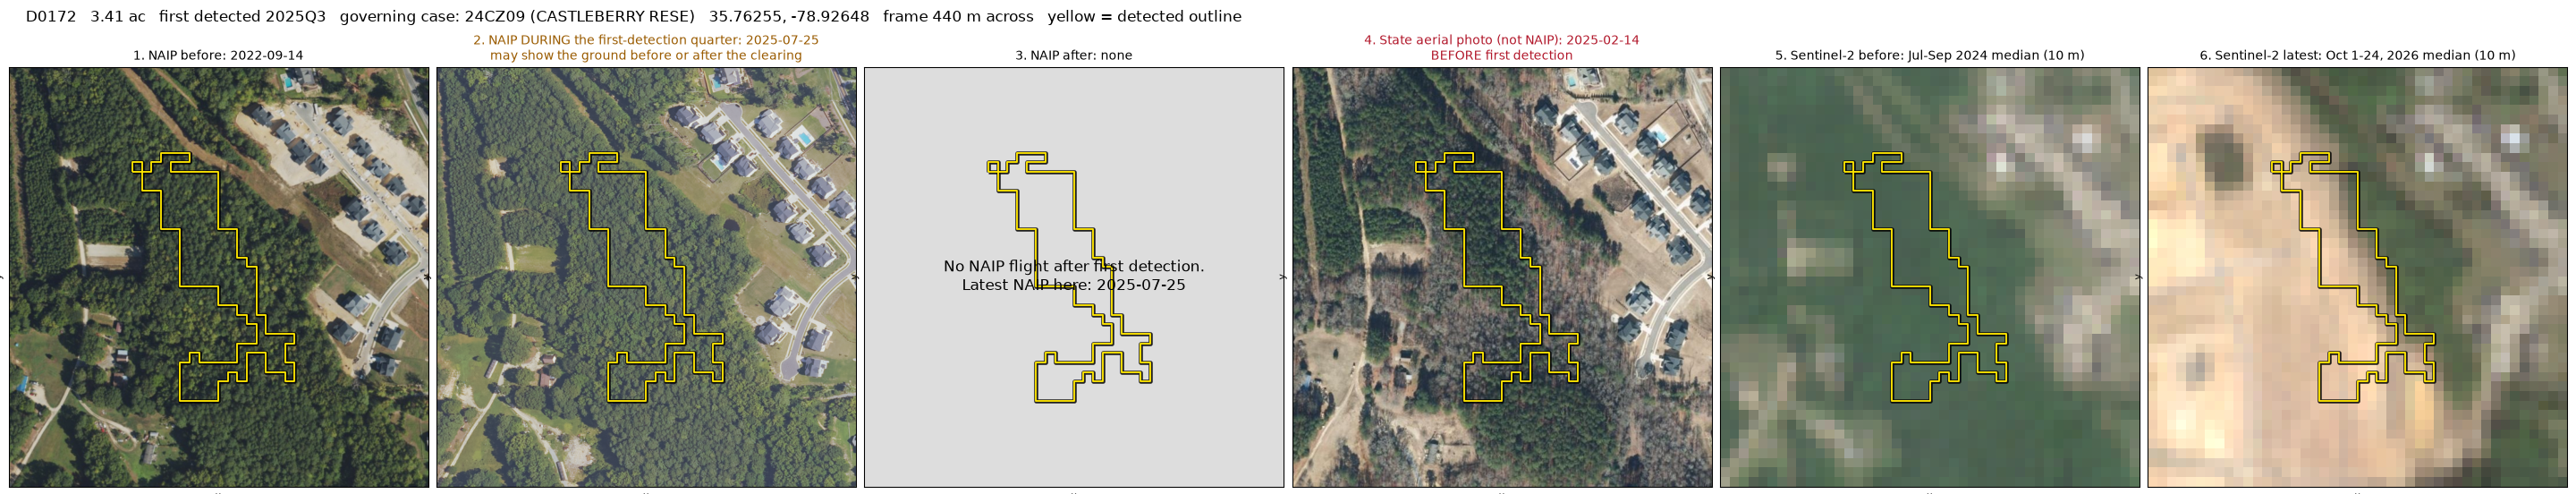 D0172   3.41 ac   first detected 2025Q3   governing case: 24CZ09 (CASTLEBERRY RESE)   35.76255, -78.92648   frame 440 m across   yellow = detected outline
1. NAIP before: 2022-09-14
2. NAIP DURING the first-detection quarter: 2025-07-25
may show the ground before or after the clearing
3. NAIP after: none
4. State aerial photo (not NAIP): 2025-02-14
BEFORE first detection
5. Sentinel-2 before: Jul-Sep 2024 median (10 m)
6. Sentinel-2 latest: Oct 1-24, 2026 median (10 m)
No NAIP flight after first detection.
Latest NAIP here: 2025-07-25